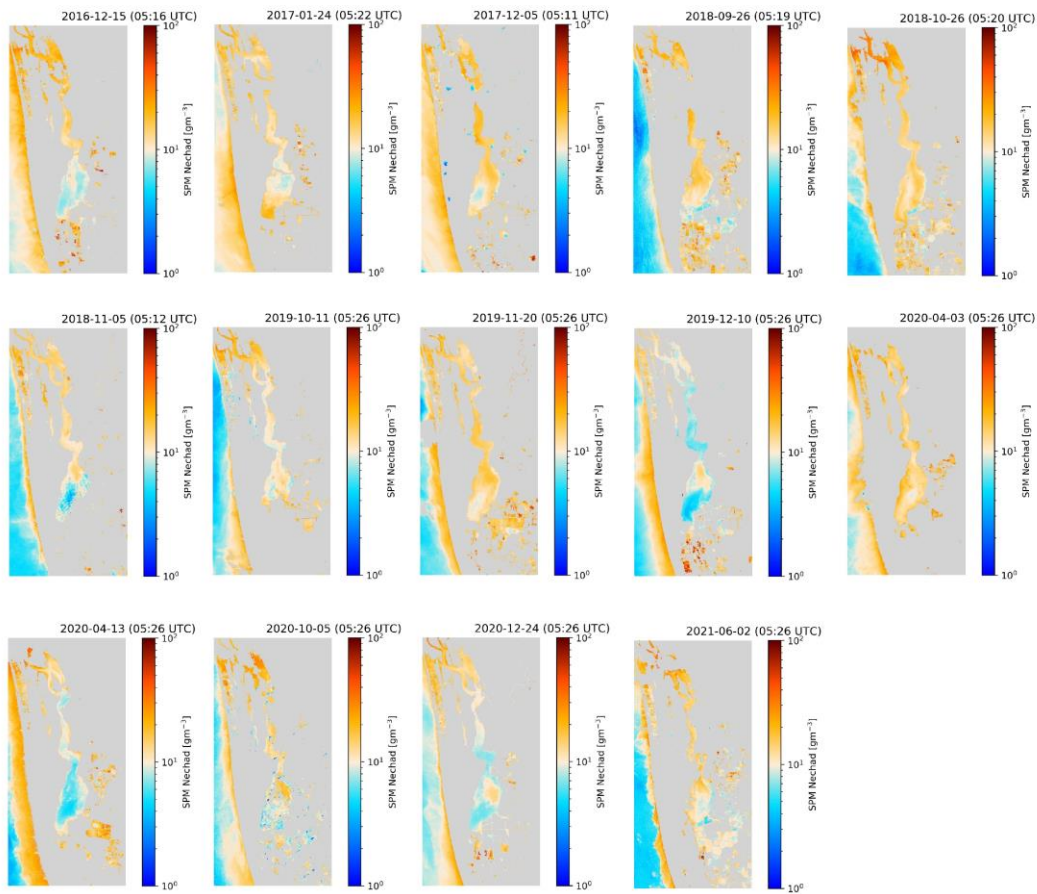 2016-12-15 (05:16 UTC)
10²
10¹
10⁰
SPM Nechad [gm⁻³]
2017-01-24 (05:22 UTC)
10²
10¹
10⁰
SPM Nechad [gm⁻³]
2017-12-05 (05:11 UTC)
10²
10¹
10⁰
SPM Nechad [gm⁻³]
2018-09-26 (05:19 UTC)
10²
10¹
10⁰
SPM Nechad [gm⁻³]
2018-10-26 (05:20 UTC)
10²
10¹
10⁰
SPM Nechad [gm⁻³]
2018-11-05 (05:12 UTC)
10²
10¹
10⁰
SPM Nechad [gm⁻³]
2019-10-11 (05:26 UTC)
10²
10¹
10⁰
SPM Nechad [gm⁻³]
2019-11-20 (05:26 UTC)
10²
10¹
10⁰
SPM Nechad [gm⁻³]
2019-12-10 (05:26 UTC)
10²
10¹
10⁰
SPM Nechad [gm⁻³]
2020-04-03 (05:26 UTC)
10²
10¹
10⁰
SPM Nechad [gm⁻³]
2020-04-13 (05:26 UTC)
10²
10¹
10⁰
SPM Nechad [gm⁻³]
2020-10-05 (05:26 UTC)
10²
10¹
10⁰
SPM Nechad [gm⁻³]
2020-12-24 (05:26 UTC)
10²
10¹
10⁰
SPM Nechad [gm⁻³]
2021-06-02 (05:26 UTC)
10²
10¹
10⁰
SPM Nechad [gm⁻³]